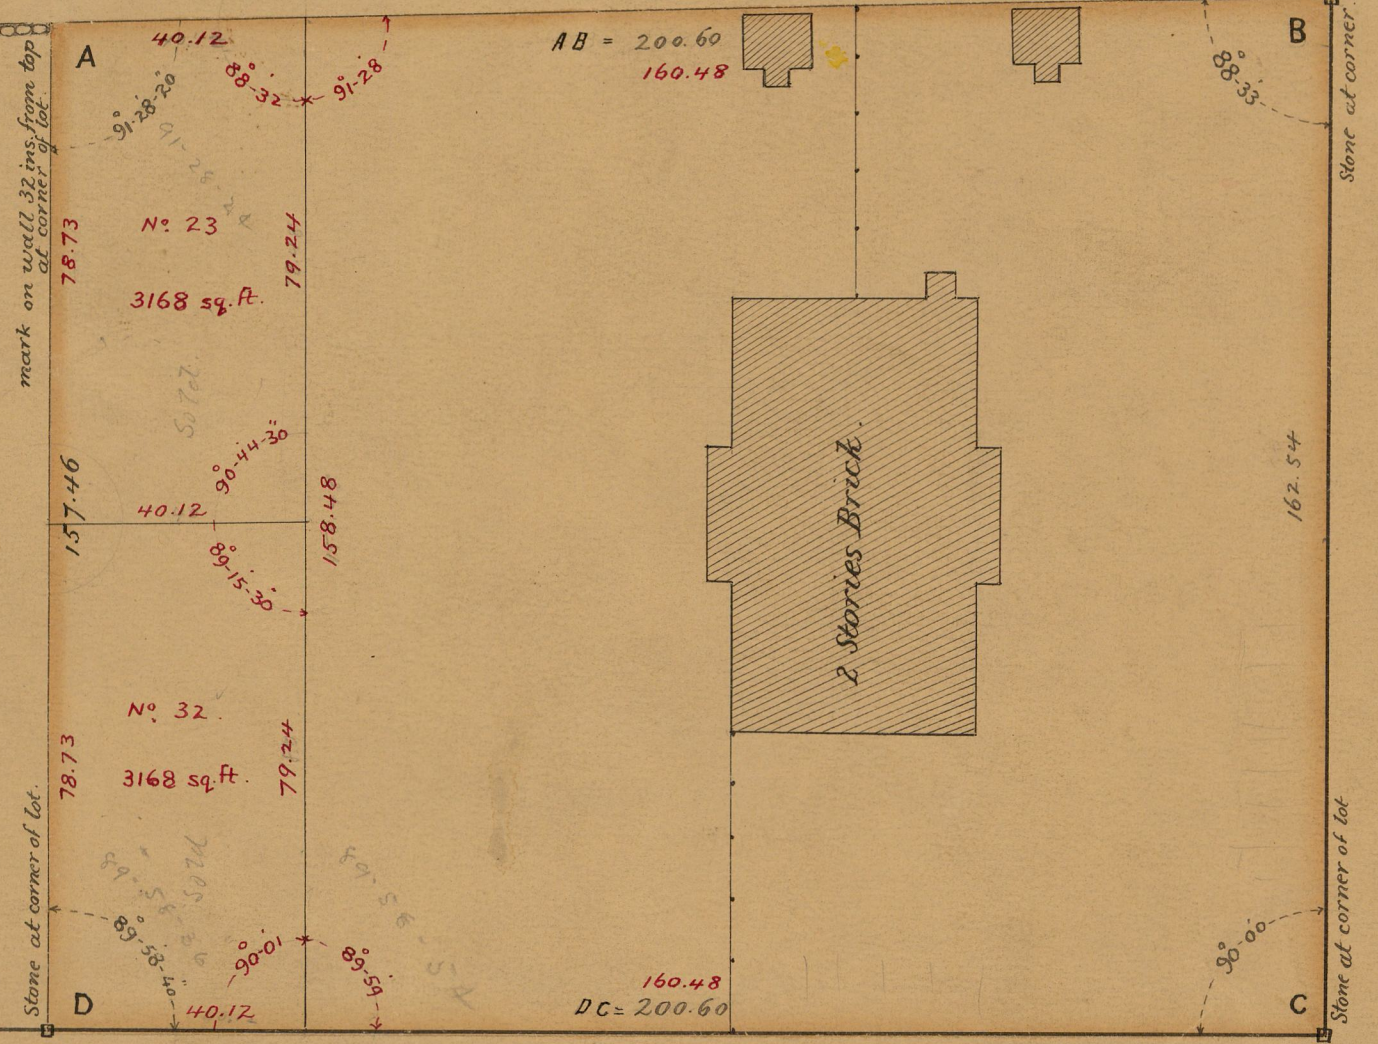 A
40.12
AB = 200.60
160.48
B
88°-32'
91°-28'
91°-28'-20"
88°-33'
mark on wall 32 ins. from top
at corner of lot.
Stone at corner
78.73
No. 23
79.24
3168 sq. ft.
Sold.
90°-44'-30"
157.46
40.12
158.48
162.54
89°-15'-30"
2 Stories Brick.
No. 32.
78.73
3168 sq. ft.
79.24
Sold
Stone at corner of lot.
89°-58'-40"
90°-01'
89°-59'
90°-00'
Stone at corner of lot
D
40.12
160.48
DC = 200.60
C